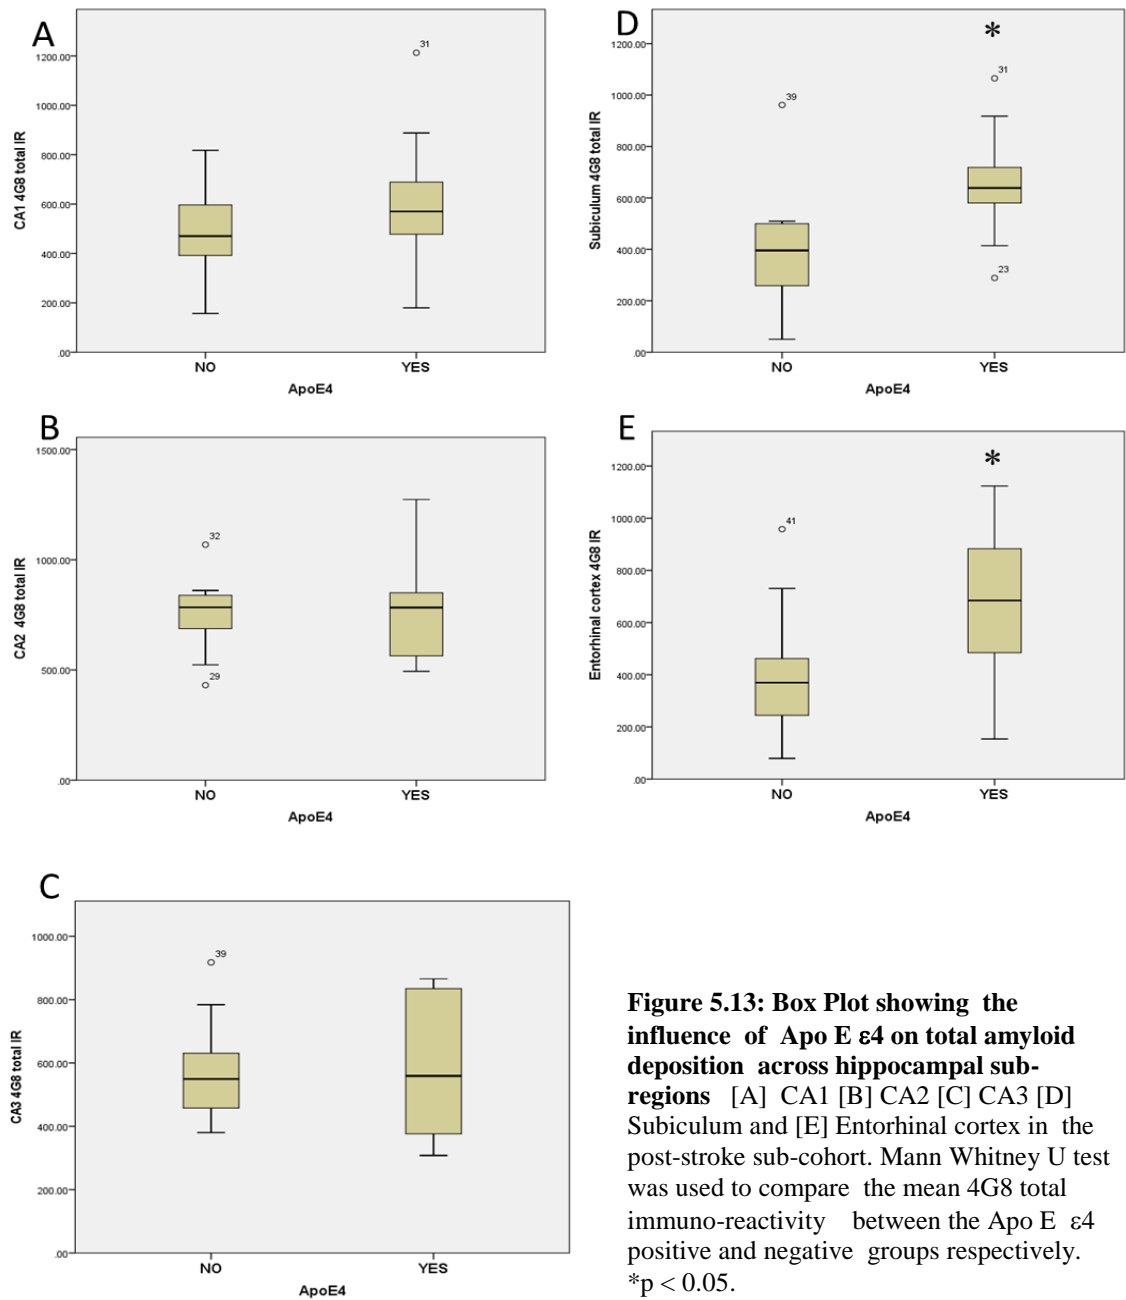 A
CA1 4G8 total IR
1200.00
1000.00
800.00
600.00
400.00
200.00
.00
31
NO
YES
ApoE4
D
Subiculum 4G8 total IR
1200.00
1000.00
800.00
600.00
400.00
200.00
.00
39
*
31
23
NO
YES
ApoE4
B
CA2 4G8 total IR
1500.00
1000.00
500.00
.00
32
29
NO
YES
ApoE4
E
Entorhinal cortex 4G8 IR
1200.00
1000.00
800.00
600.00
400.00
200.00
.00
41
*
NO
YES
ApoE4
C
CA3 4G8 total IR
1000.00
800.00
600.00
400.00
200.00
.00
39
NO
YES
ApoE4
Figure 5.13: Box Plot showing the
influence of Apo E ε4 on total amyloid
deposition across hippocampal sub-
regions [A] CA1 [B] CA2 [C] CA3 [D]
Subiculum and [E] Entorhinal cortex in the
post-stroke sub-cohort. Mann Whitney U test
was used to compare the mean 4G8 total
immuno-reactivity between the Apo E ε4
positive and negative groups respectively.
*p < 0.05.